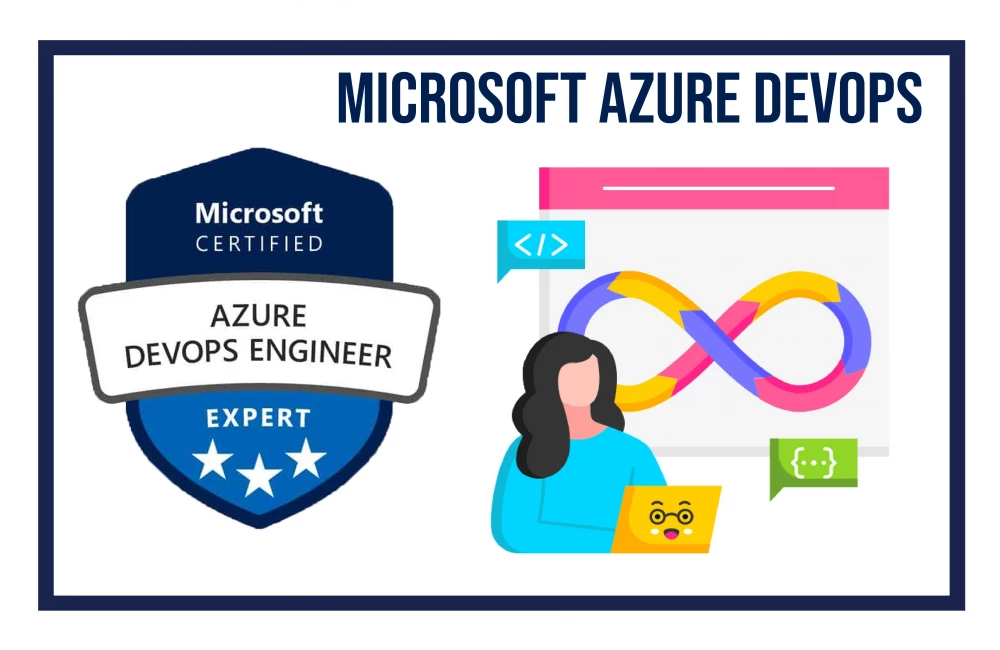 MICROSOFT AZURE DEVOPS
Microsoft
CERTIFIED
AZURE
DEVOPS ENGINEER
EXPERT
</>
{...}